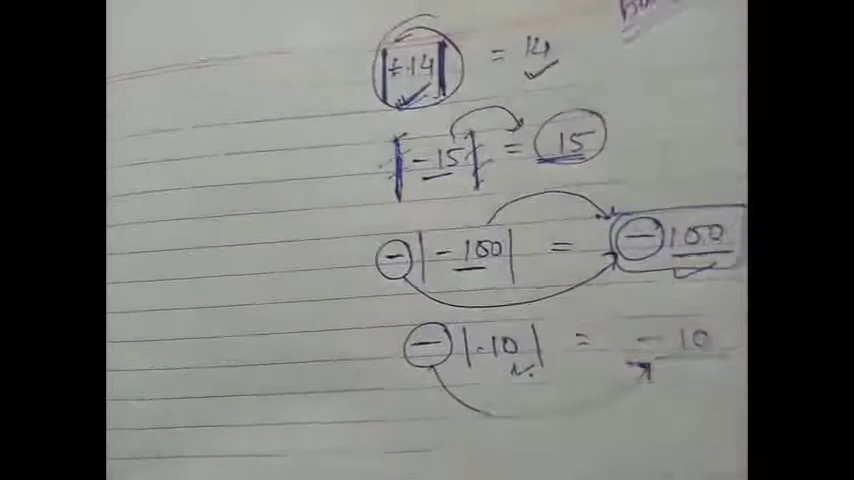 |+14| = 14
|-15| = 15
-|-100| = -100
-|-10| = -10